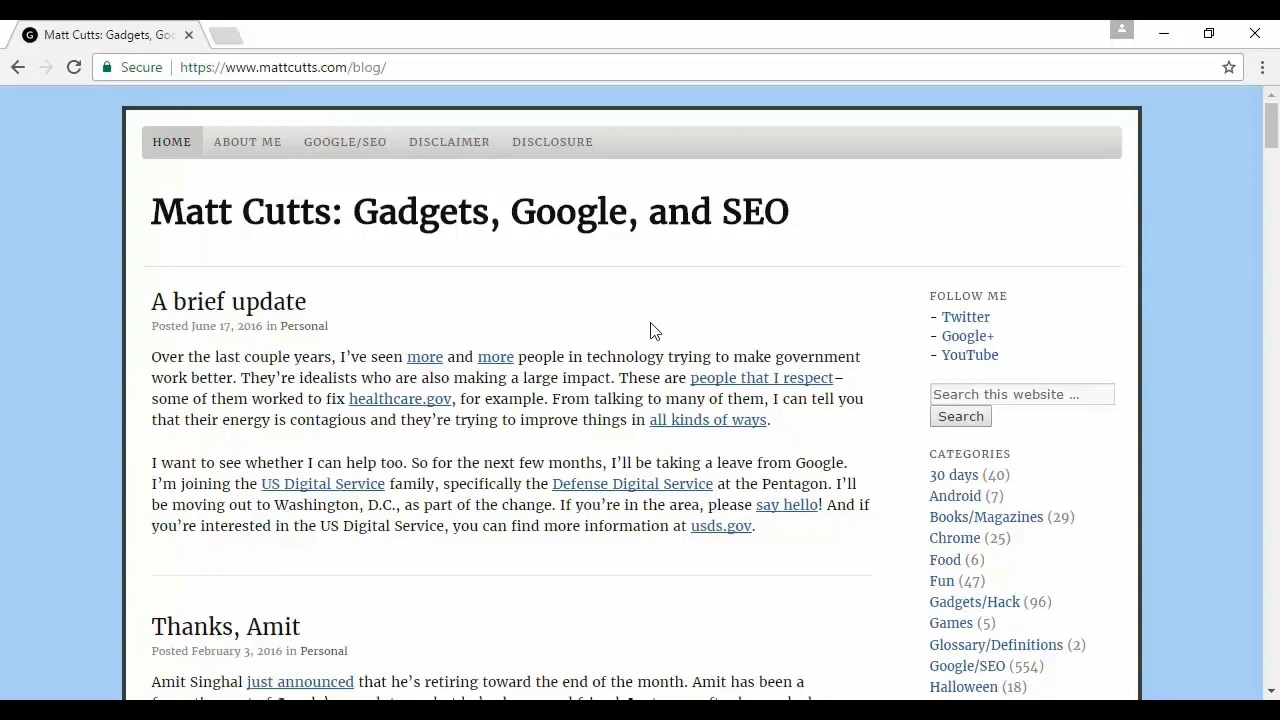 Matt Cutts: Gadgets, Go
Secure https://www.mattcutts.com/blog/
HOME ABOUT ME GOOGLE/SEO DISCLAIMER DISCLOSURE
Matt Cutts: Gadgets, Google, and SEO
A brief update
Posted June 17, 2016 in Personal
Over the last couple years, I’ve seen more and more people in technology trying to make government
work better. They’re idealists who are also making a large impact. These are people that I respect–
some of them worked to fix healthcare.gov, for example. From talking to many of them, I can tell you
that their energy is contagious and they’re trying to improve things in all kinds of ways.
I want to see whether I can help too. So for the next few months, I’ll be taking a leave from Google.
I’m joining the US Digital Service family, specifically the Defense Digital Service at the Pentagon. I’ll
be moving out to Washington, D.C., as part of the change. If you’re in the area, please say hello! And if
you’re interested in the US Digital Service, you can find more information at usds.gov.
Thanks, Amit
Posted February 3, 2016 in Personal
Amit Singhal just announced that he’s retiring toward the end of the month. Amit has been a
FOLLOW ME
- Twitter
- Google+
- YouTube
Search this website ...
Search
CATEGORIES
30 days (40)
Android (7)
Books/Magazines (29)
Chrome (25)
Food (6)
Fun (47)
Gadgets/Hack (96)
Games (5)
Glossary/Definitions (2)
Google/SEO (554)
Halloween (18)